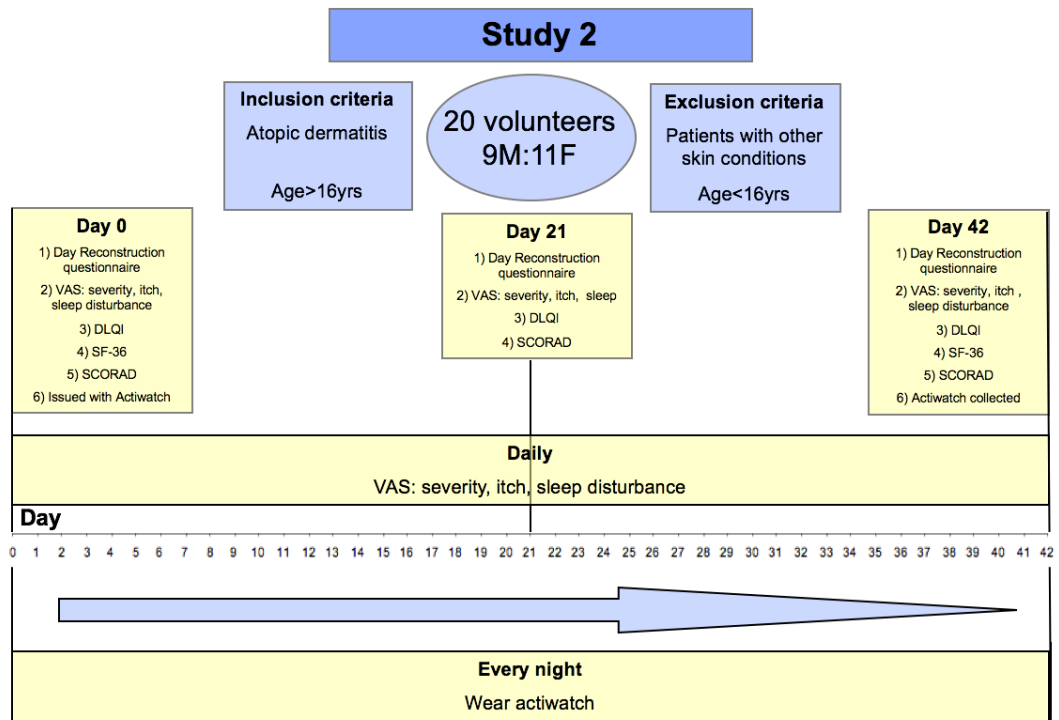 Study 2
Inclusion criteria
Atopic dermatitis
Age>16yrs
20 volunteers
9M:11F
Exclusion criteria
Patients with other
skin conditions
Age<16yrs
Day 0
1) Day Reconstruction
questionnaire
2) VAS: severity, itch,
sleep disturbance
3) DLQI
4) SF-36
5) SCORAD
6) Issued with Actiwatch
Day 21
1) Day Reconstruction
questionnaire
2) VAS: severity, itch, sleep
3) DLQI
4) SCORAD
Day 42
1) Day Reconstruction
questionnaire
2) VAS: severity, itch ,
sleep disturbance
3) DLQI
4) SF-36
5) SCORAD
6) Actiwatch collected
Daily
VAS: severity, itch, sleep disturbance
Day
0 1 2 3 4 5 6 7 8 9 10 11 12 13 14 15 16 17 18 19 20 21 22 23 24 25 26 27 28 29 30 31 32 33 34 35 36 37 38 39 40 41 42
Every night
Wear actiwatch